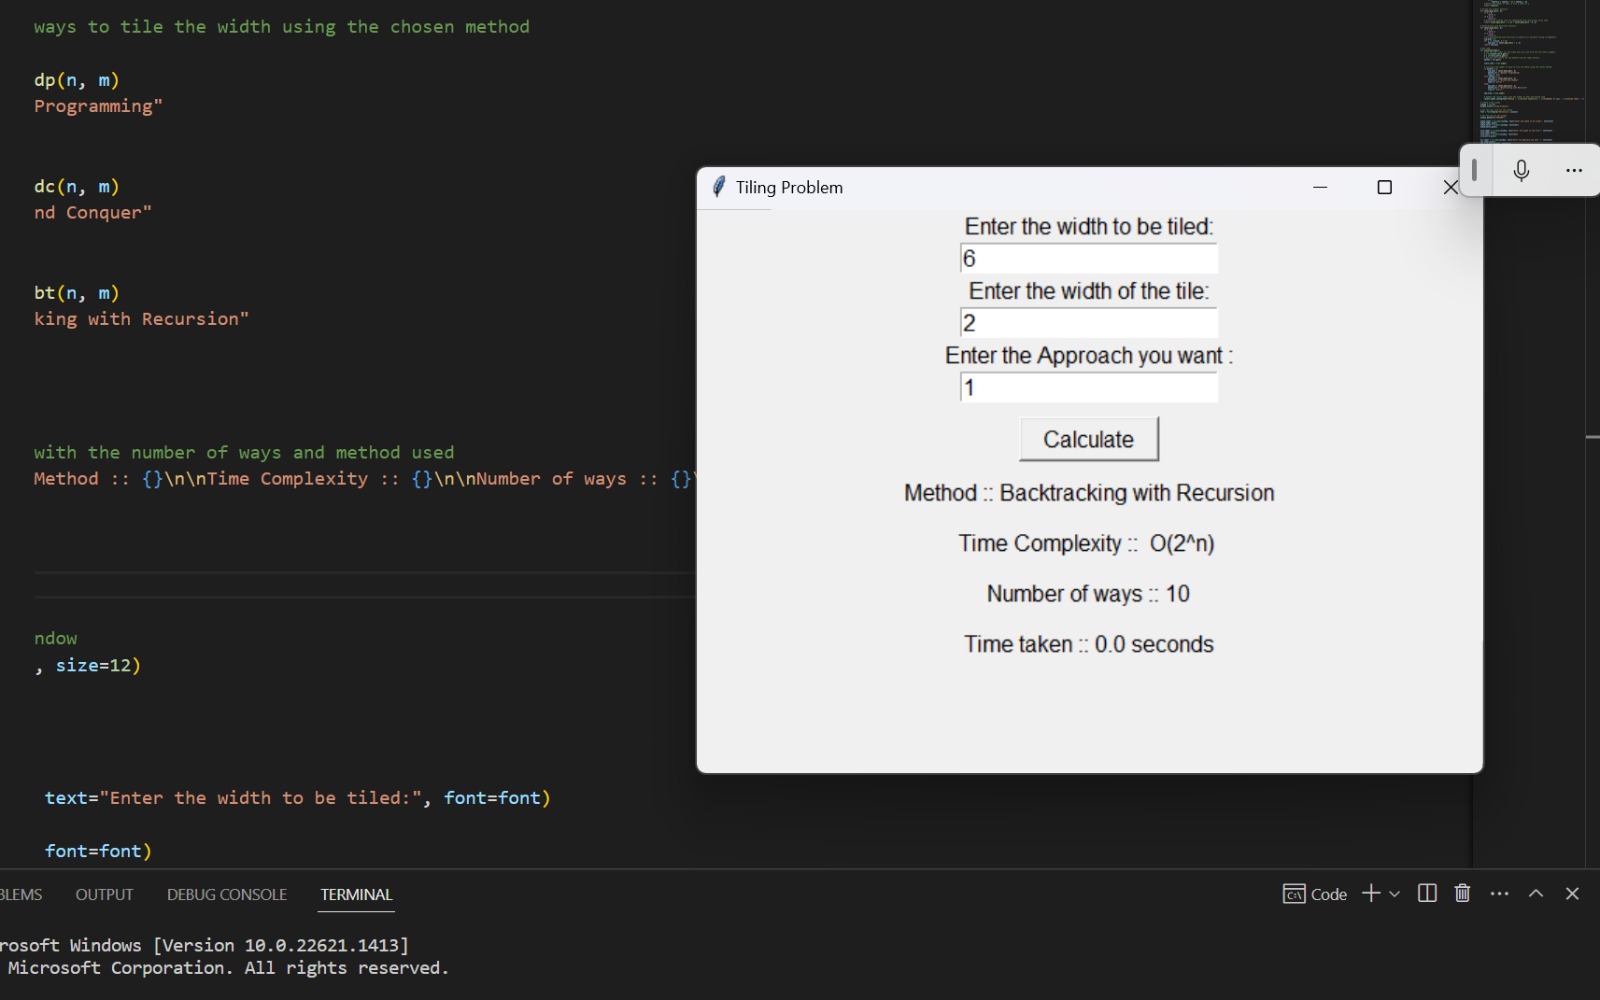 ways to tile the width using the chosen method
dp(n, m)
Programming"
dc(n, m)
nd Conquer"
bt(n, m)
king with Recursion"
with the number of ways and method used
Method :: {}\n\nTime Complexity :: {}\n\nNumber of ways :: {}\
ndow
, size=12)
text="Enter the width to be tiled:", font=font)
font=font)
Tiling Problem
Enter the width to be tiled:
6
Enter the width of the tile:
2
Enter the Approach you want :
1
Calculate
Method :: Backtracking with Recursion
Time Complexity :: O(2^n)
Number of ways :: 10
Time taken :: 0.0 seconds
BLEMS OUTPUT DEBUG CONSOLE TERMINAL Code
rosoft Windows [Version 10.0.22621.1413]
Microsoft Corporation. All rights reserved.